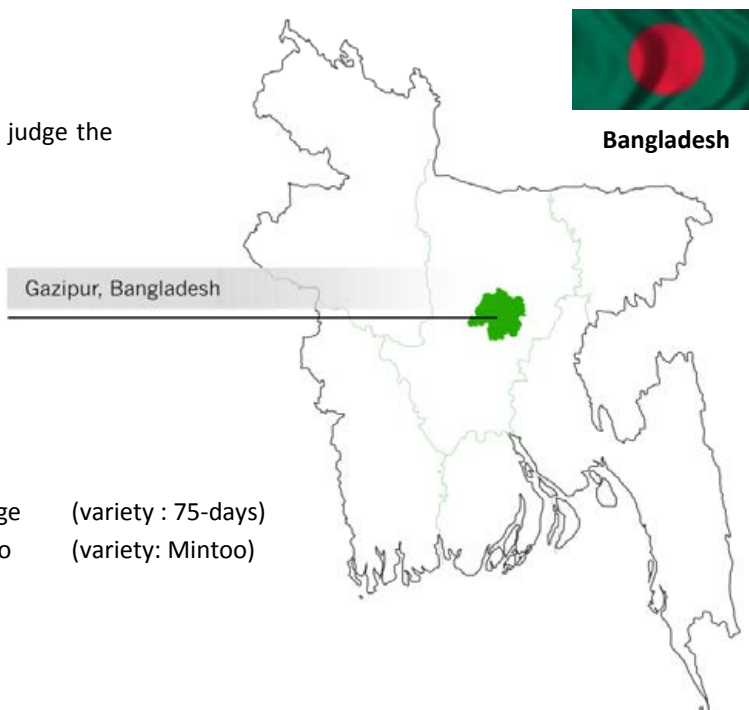 judge the
Bangladesh
Gazipur, Bangladesh
ge (variety : 75-days)
o (variety: Mintoo)